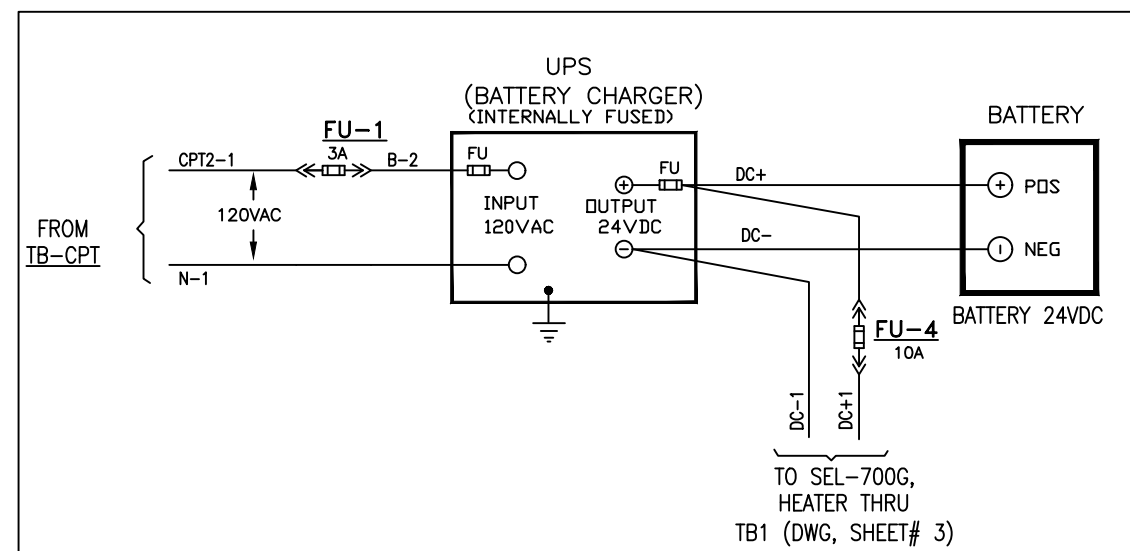 UPS
(BATTERY CHARGER)
(INTERNALLY FUSED)
BATTERY
FU-1
3A
CPT2-1
B-2
FU
FU
DC+
POS
INPUT
120VAC
OUTPUT
24VDC
120VAC
FROM
TB-CPT
DC-
NEG
N-1
BATTERY 24VDC
FU-4
10A
DC-1
DC+1
TO SEL-700G,
HEATER THRU
TB1 (DWG, SHEET# 3)